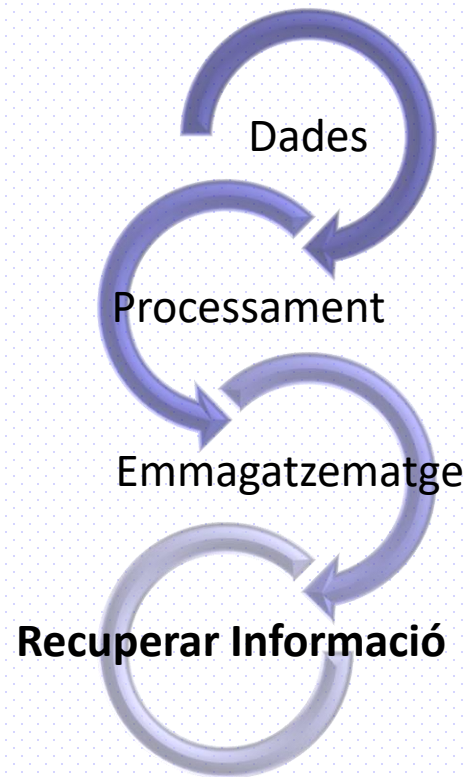 Dades
Processament
Emmagatzematge
Recuperar Informació